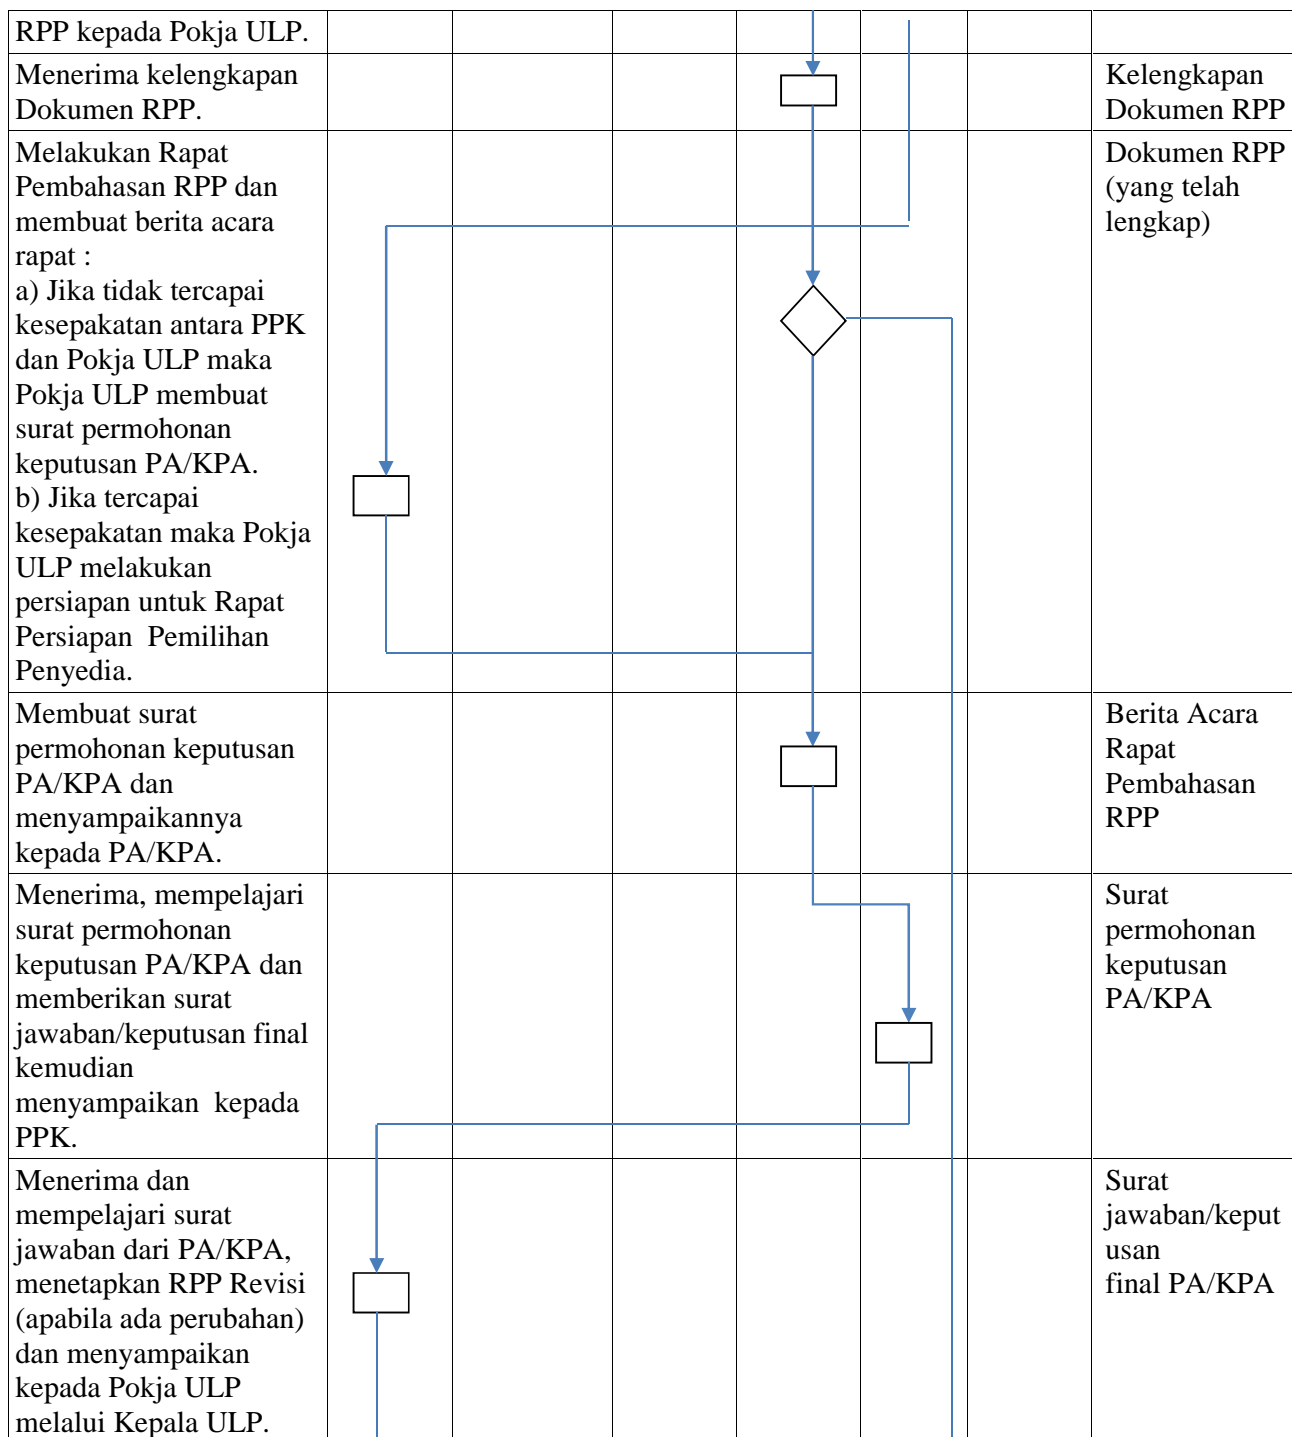 RPP kepada Pokja ULP.
Menerima kelengkapan
Dokumen RPP.
Kelengkapan
Dokumen RPP
Melakukan Rapat
Pembahasan RPP dan
membuat berita acara
rapat :
a) Jika tidak tercapai
kesepakatan antara PPK
dan Pokja ULP maka
Pokja ULP membuat
surat permohonan
keputusan PA/KPA.
b) Jika tercapai
kesepakatan maka Pokja
ULP melakukan
persiapan untuk Rapat
Persiapan  Pemilihan
Penyedia.
Dokumen RPP
(yang telah
lengkap)
Membuat surat
permohonan keputusan
PA/KPA dan
menyampaikannya
kepada PA/KPA.
Berita Acara
Rapat
Pembahasan
RPP
Menerima, mempelajari
surat permohonan
keputusan PA/KPA dan
memberikan surat
jawaban/keputusan final
kemudian
menyampaikan  kepada
PPK.
Surat
permohonan
keputusan
PA/KPA
Menerima dan
mempelajari surat
jawaban dari PA/KPA,
menetapkan RPP Revisi
(apabila ada perubahan)
dan menyampaikan
kepada Pokja ULP
melalui Kepala ULP.
Surat
jawaban/keput
usan
final PA/KPA